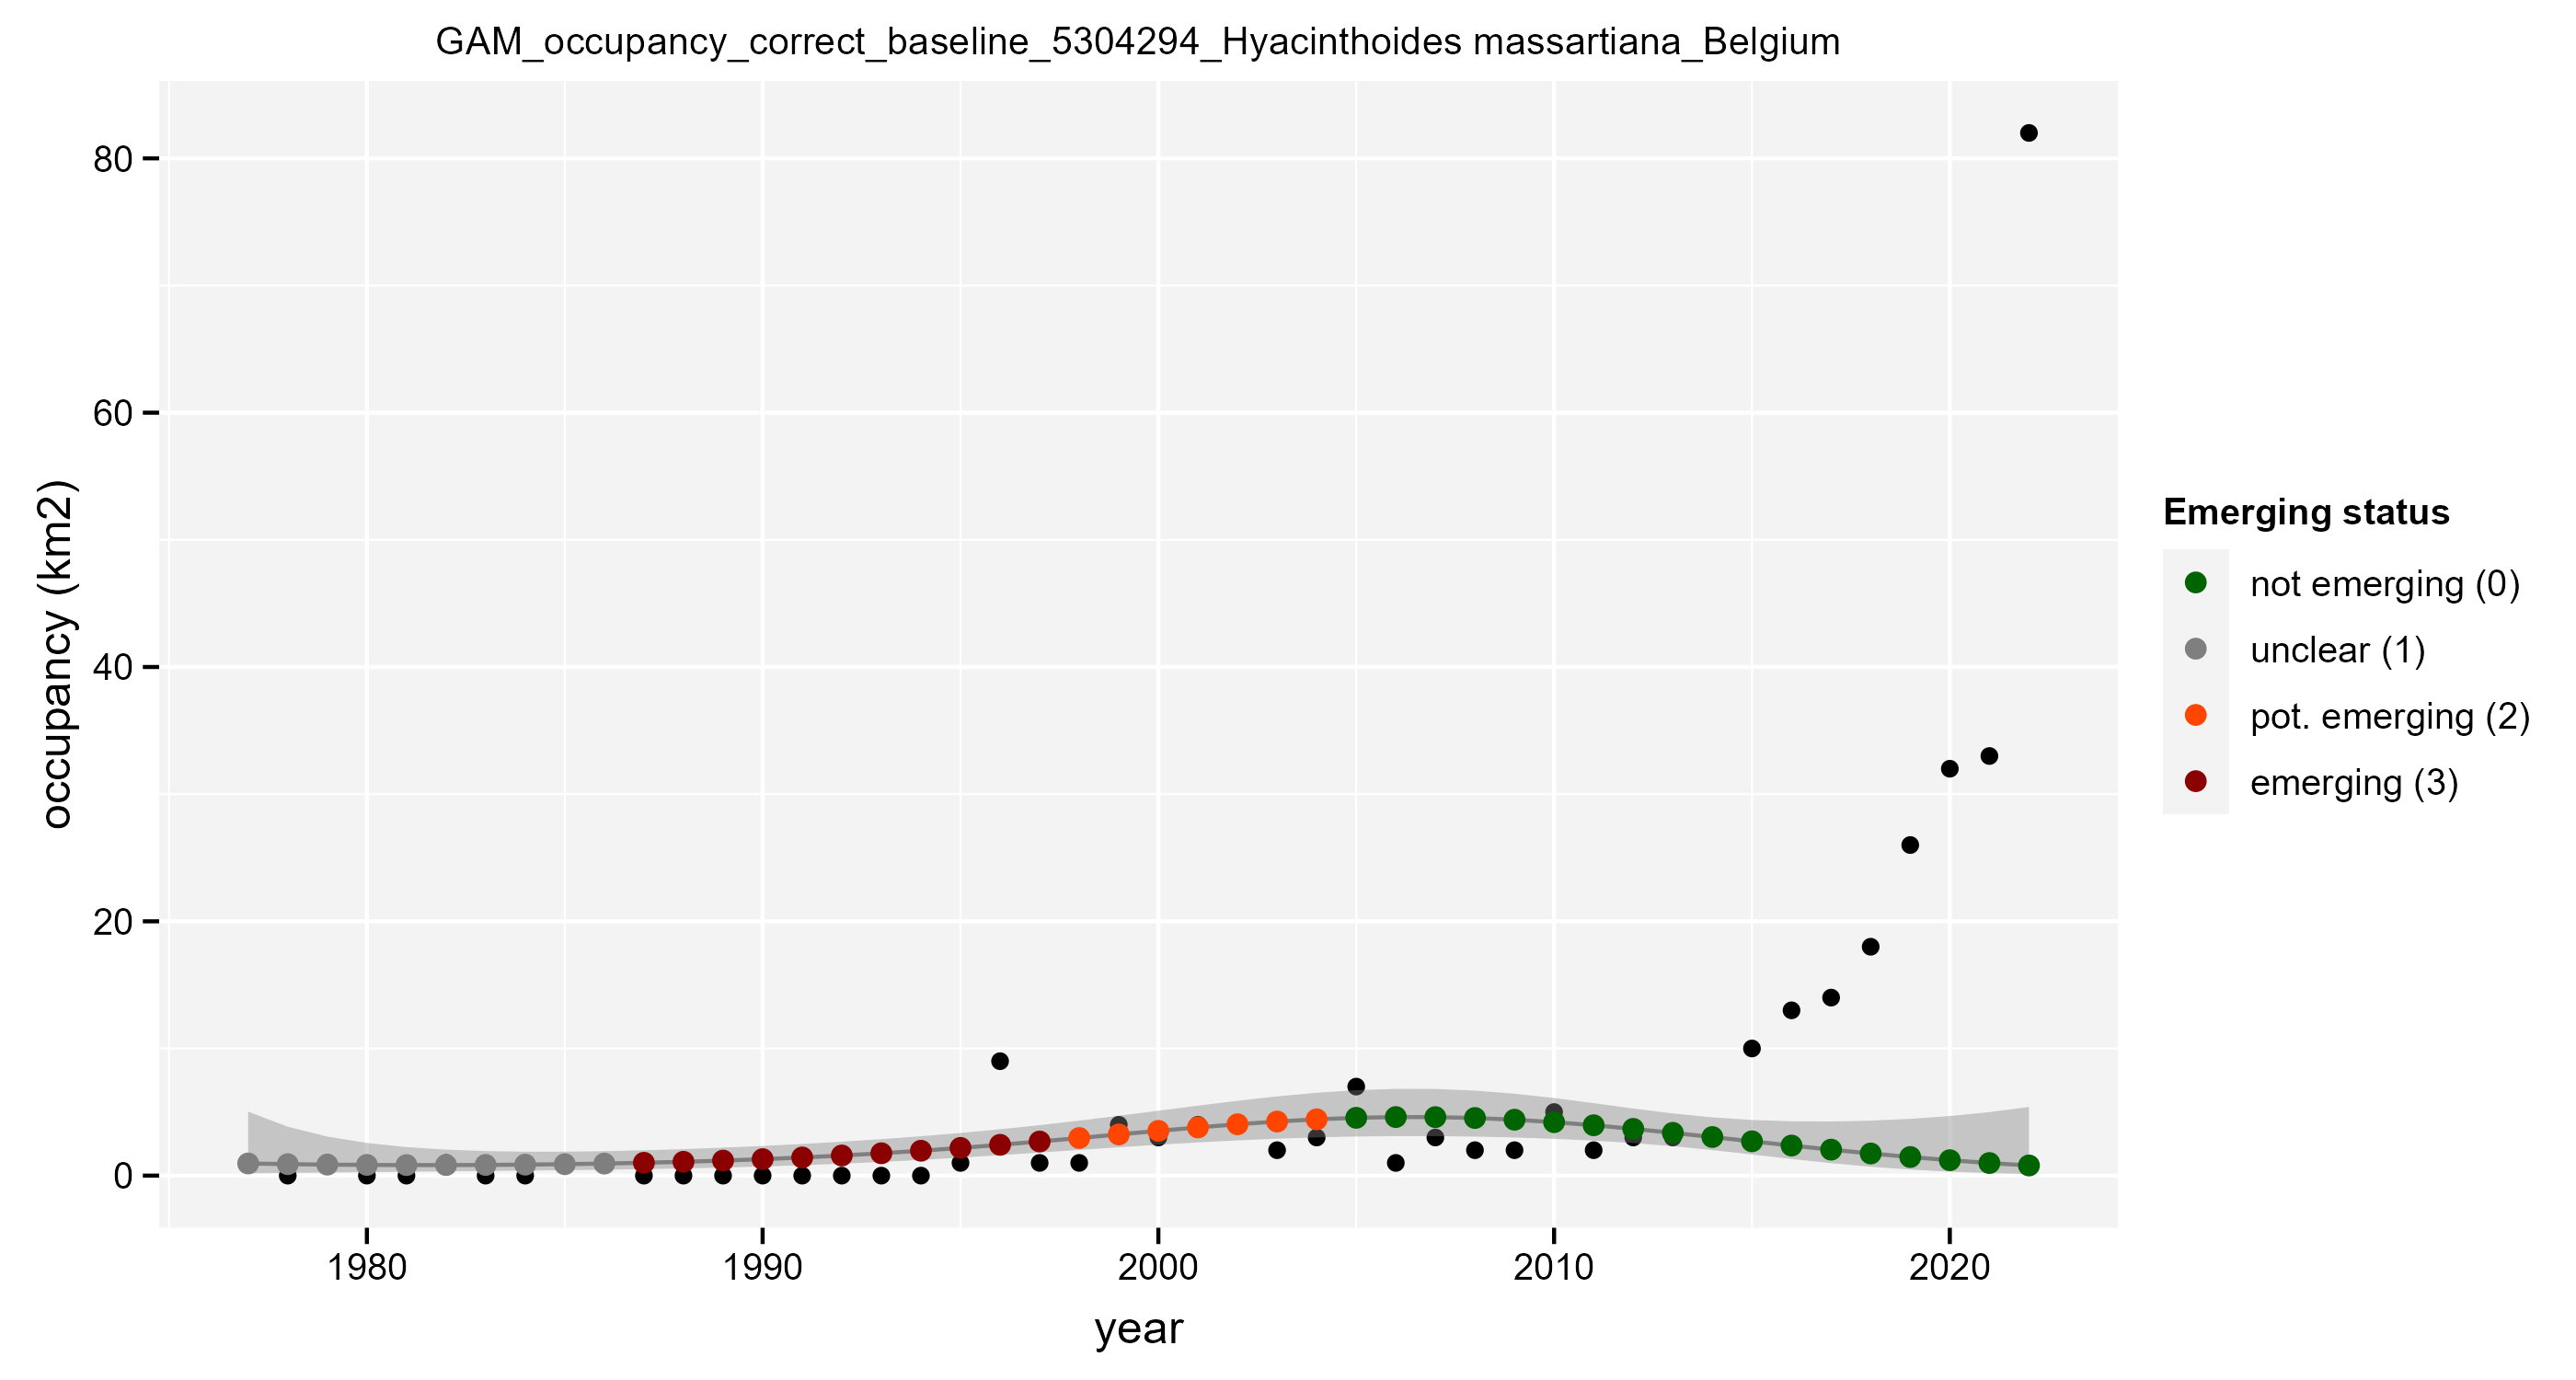 GAM_occupancy_correct_baseline_5304294_Hyacinthoides massartiana_Belgium
occupancy (km2)
80
60
40
20
0
1980
1990
2000
2010
2020
year
Emerging status
not emerging (0)
unclear (1)
pot. emerging (2)
emerging (3)